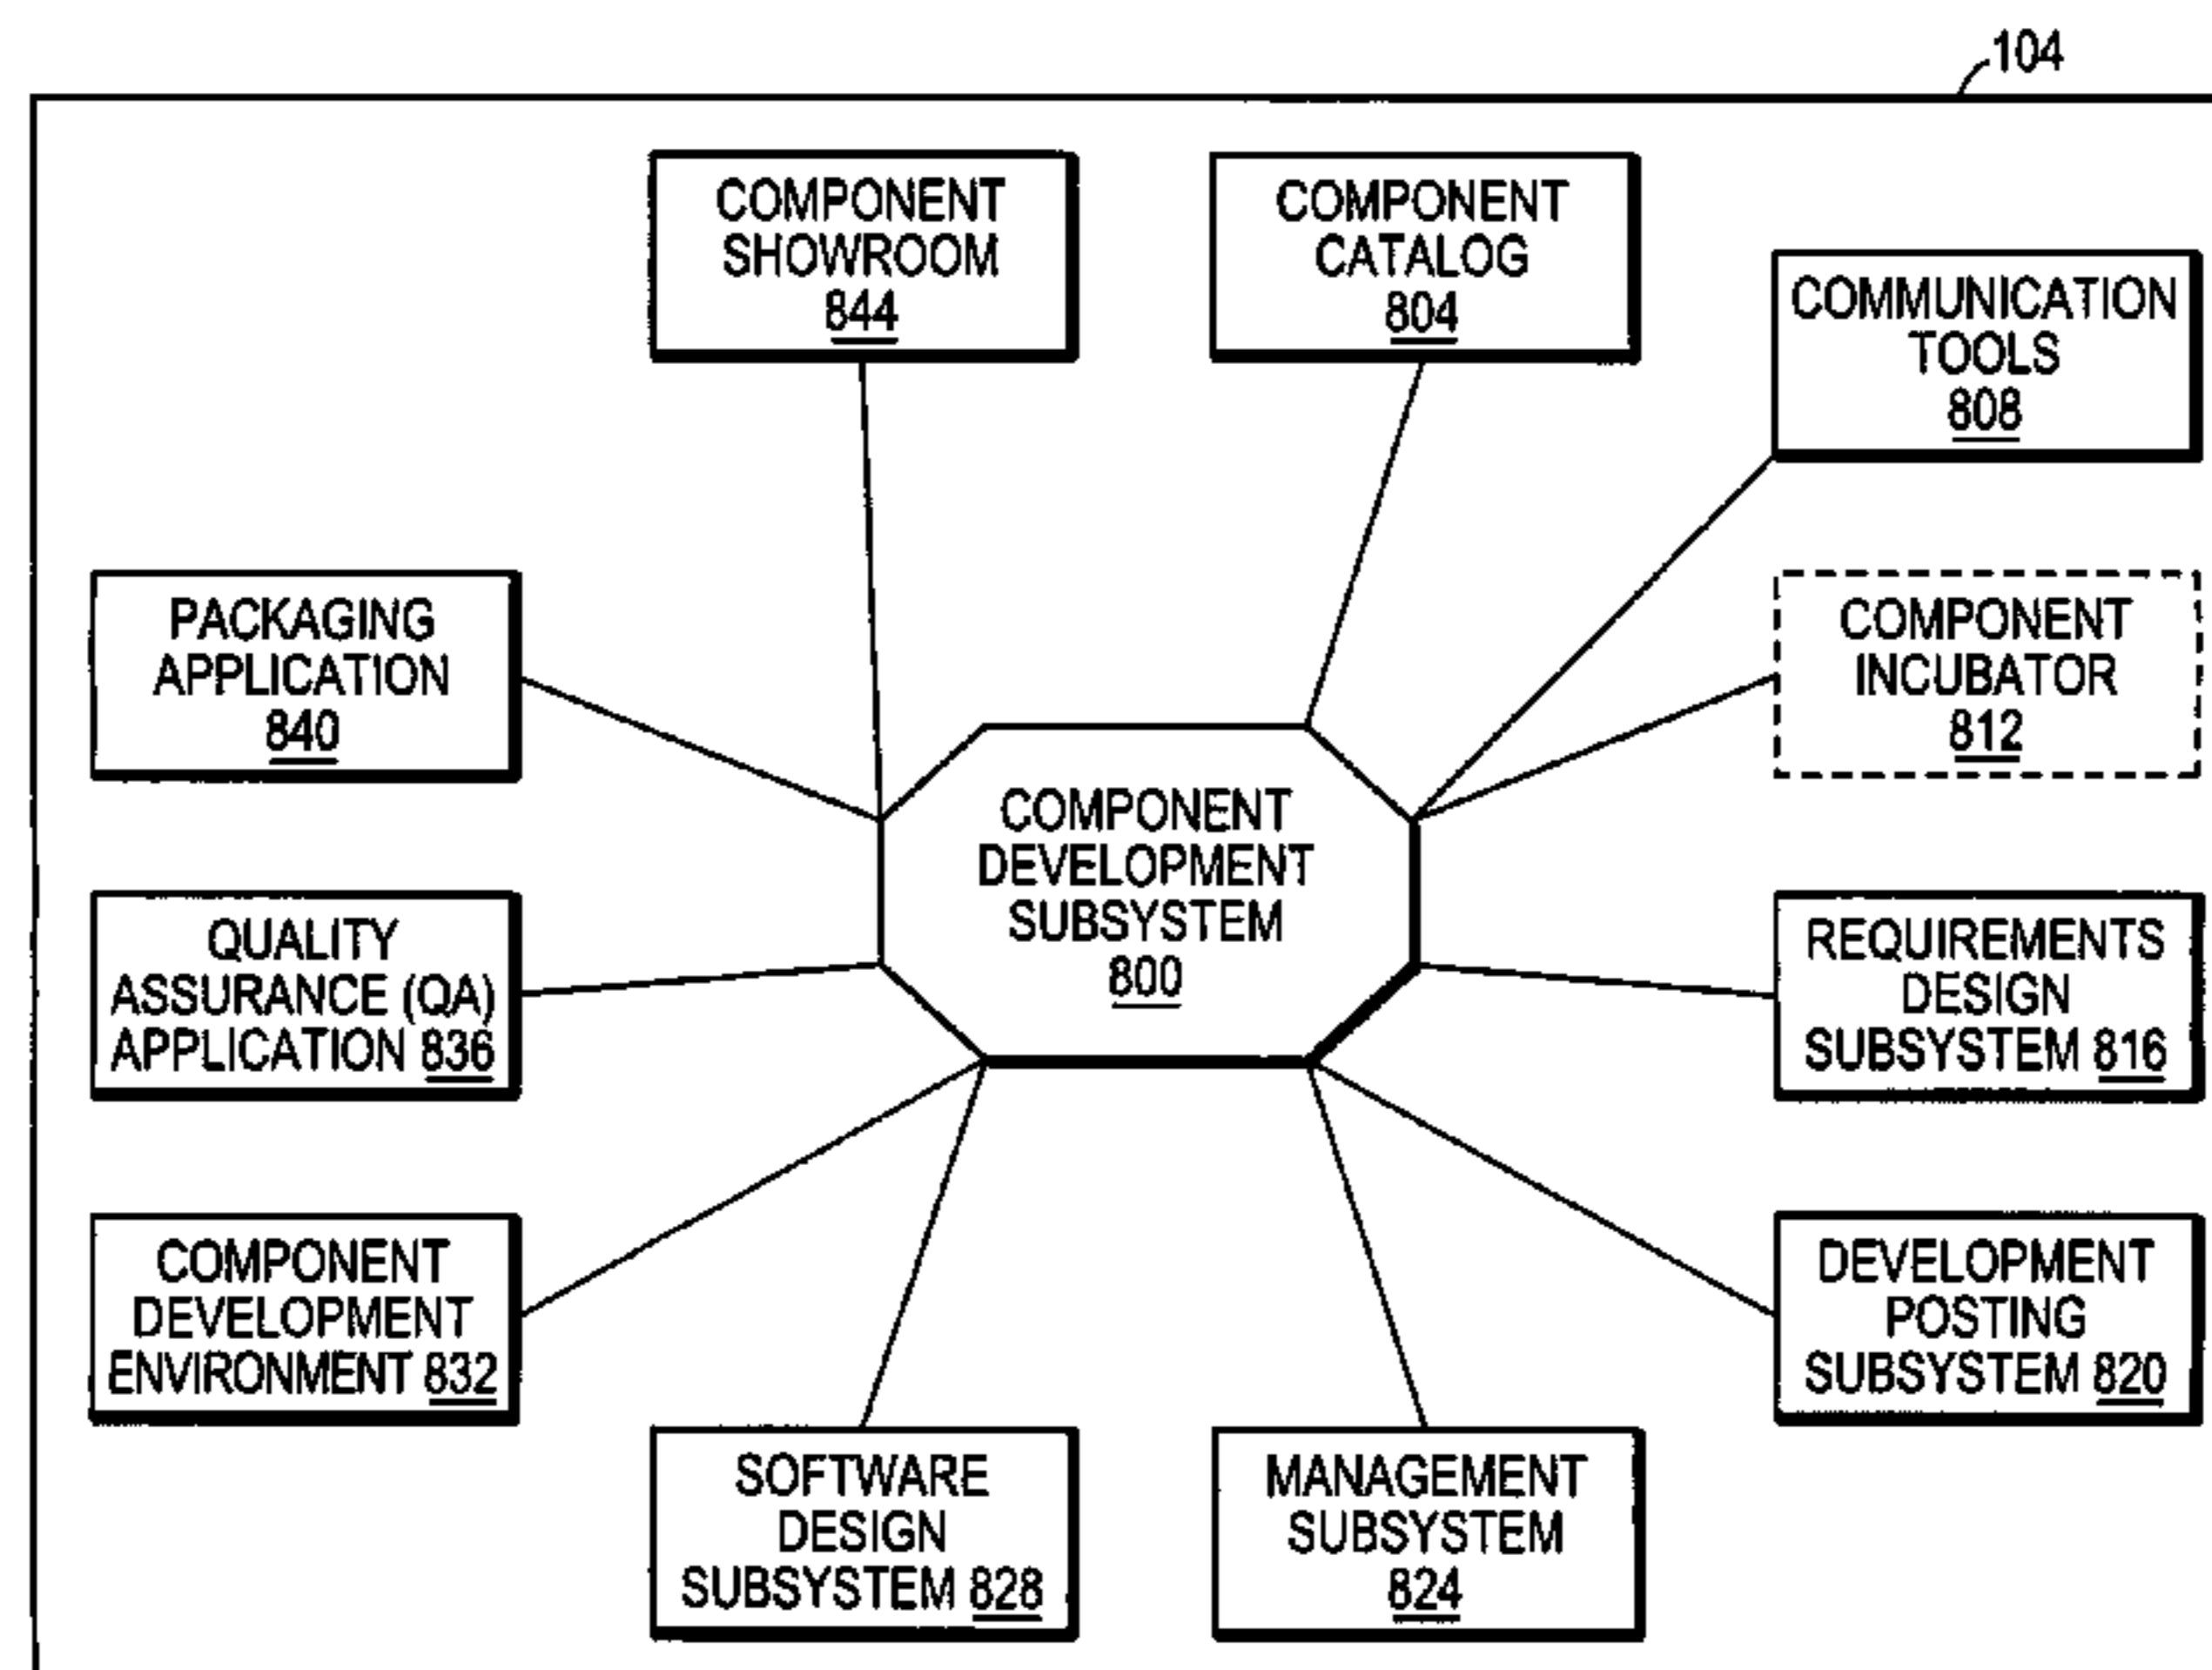 104
COMPONENT
SHOWROOM
844
COMPONENT
CATALOG
804
COMMUNICATION
TOOLS
808
PACKAGING
APPLICATION
840
COMPONENT
INCUBATOR
812
COMPONENT
DEVELOPMENT
SUBSYSTEM
800
QUALITY
ASSURANCE (QA)
APPLICATION 836
REQUIREMENTS
DESIGN
SUBSYSTEM 816
COMPONENT
DEVELOPMENT
ENVIRONMENT 832
DEVELOPMENT
POSTING
SUBSYSTEM 820
SOFTWARE
DESIGN
SUBSYSTEM 828
MANAGEMENT
SUBSYSTEM
824